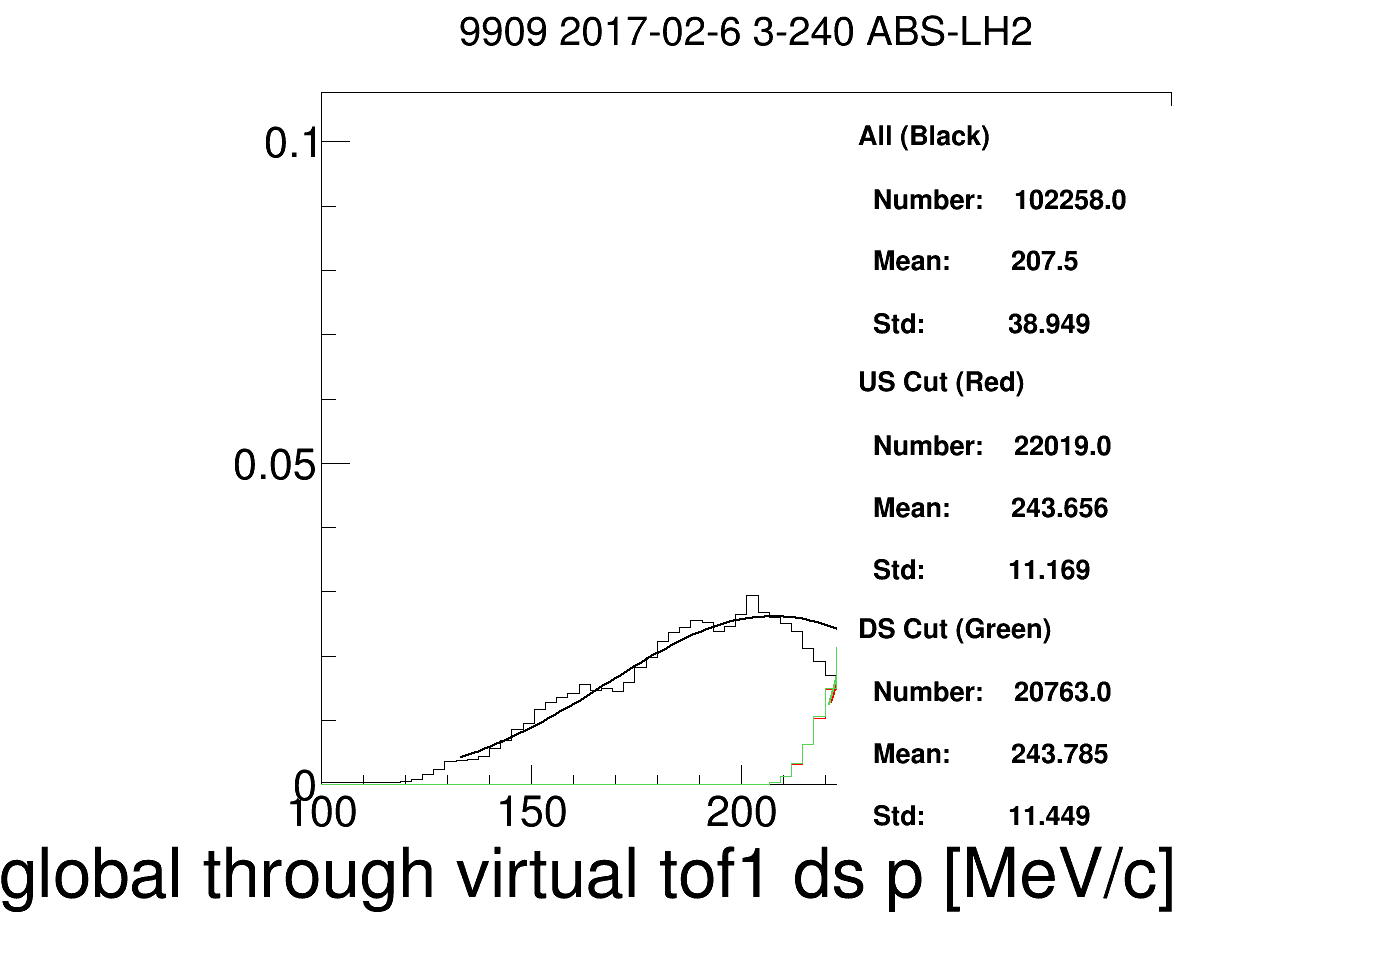 9909 2017-02-6 3-240 ABS-LH2
All (Black)
Number: 102258.0
Mean: 207.5
Std: 38.949
US Cut (Red)
Number: 22019.0
Mean: 243.656
Std: 11.169
DS Cut (Green)
Number: 20763.0
Mean: 243.785
Std: 11.449
0.1
0.05
0
100 150 200
global through virtual tof1 ds p [MeV/c]